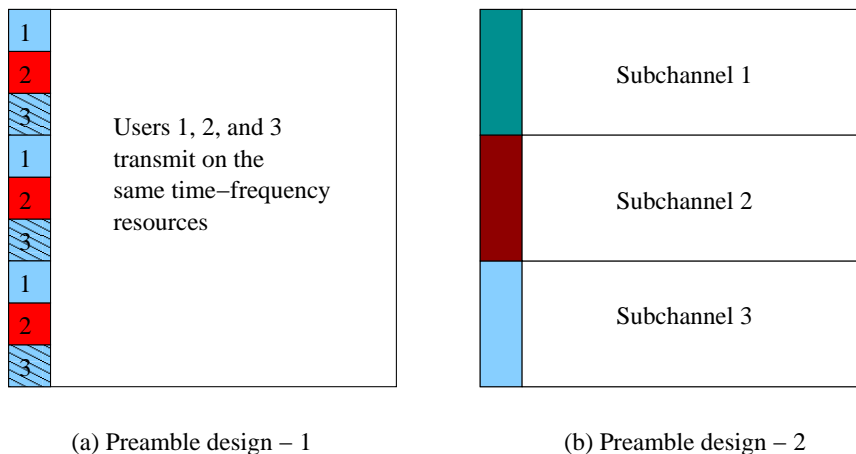 1
2
3
1
2
3
1
2
3
Users 1, 2, and 3
transmit on the
same time−frequency
resources
(a) Preamble design − 1
Subchannel 1
Subchannel 2
Subchannel 3
(b) Preamble design − 2